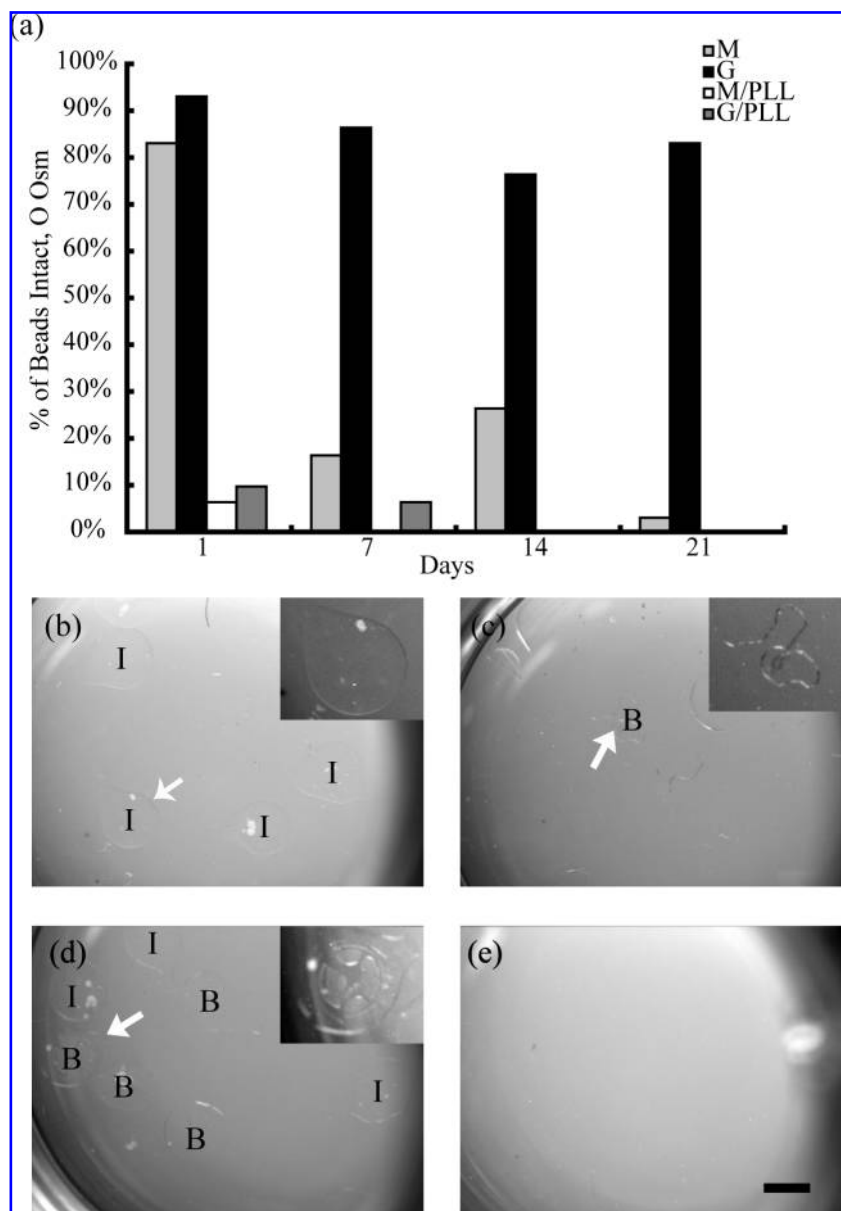 (a)
M
G
M/PLL
G/PLL
% of Beads Intact, O Osm
100%
90%
80%
70%
60%
50%
40%
30%
20%
10%
0%
1 7 14 21
Days
(b)
I
I
I
I
(c)
B
(d)
I
I
B
B
B
I
B
(e)